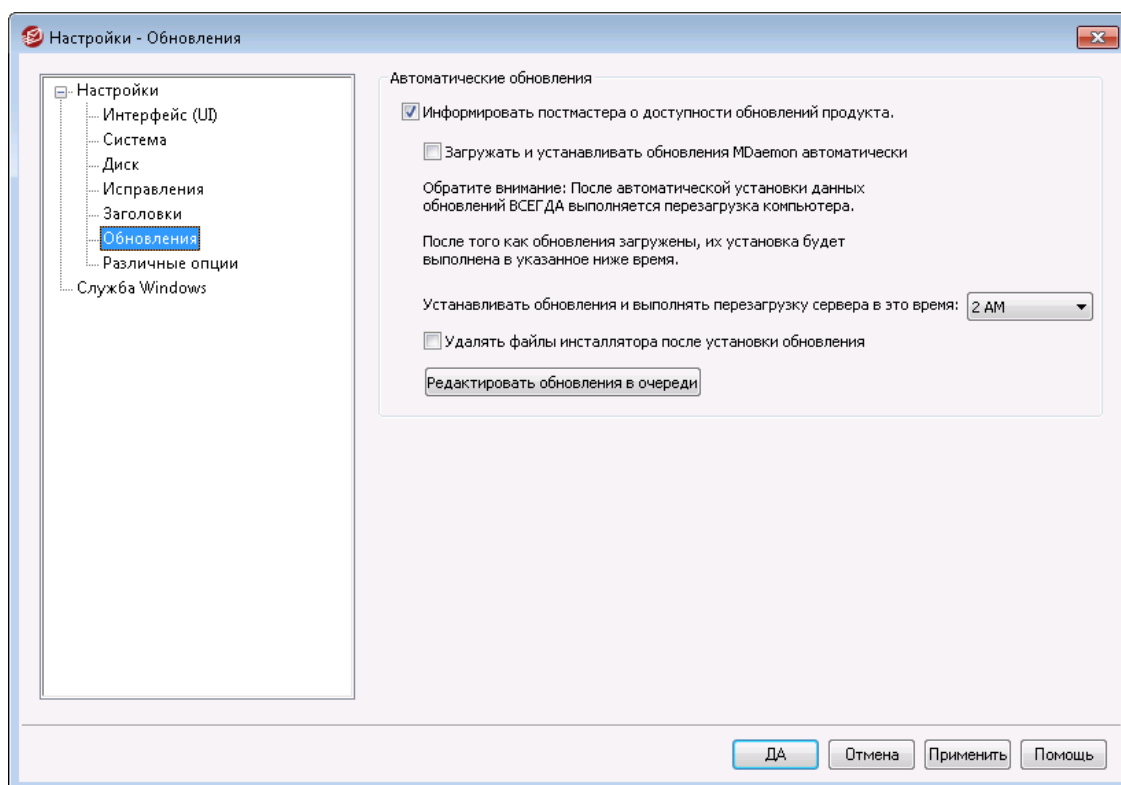 Настройки - Обновления
Настройки
Интерфейс (UI)
Система
Диск
Исправления
Заголовки
Обновления
Различные опции
Служба Windows
Автоматические обновления
Информировать постмастера о доступности обновлений продукта.
Загружать и устанавливать обновления MDaemon автоматически
Обратите внимание: После автоматической установки данных
обновлений ВСЕГДА выполняется перезагрузка компьютера.
После того как обновления загружены, их установка будет
выполнена в указанное ниже время.
Устанавливать обновления и выполнять перезагрузку сервера в это время: 2 AM
Удалять файлы инсталлятора после установки обновления
Редактировать обновления в очереди
ДА Отмена Применить Помощь